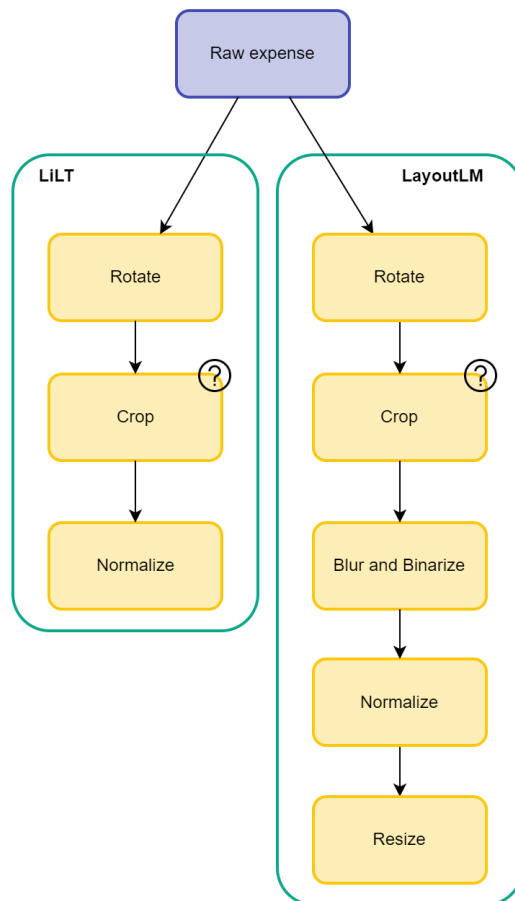 Raw expense
LiLT
Rotate
?
Crop
Normalize
LayoutLM
Rotate
?
Crop
Blur and Binarize
Normalize
Resize